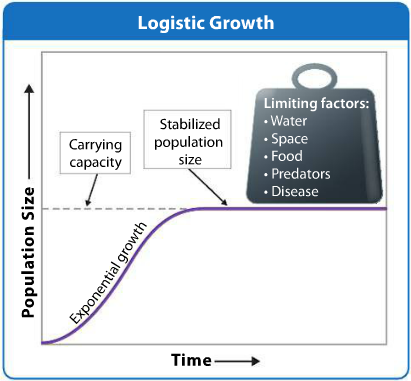 Logistic Growth
Limiting factors:
• Water
• Space
• Food
• Predators
• Disease
Stabilized
population
size
Carrying
capacity
Exponential growth
Population Size
Time